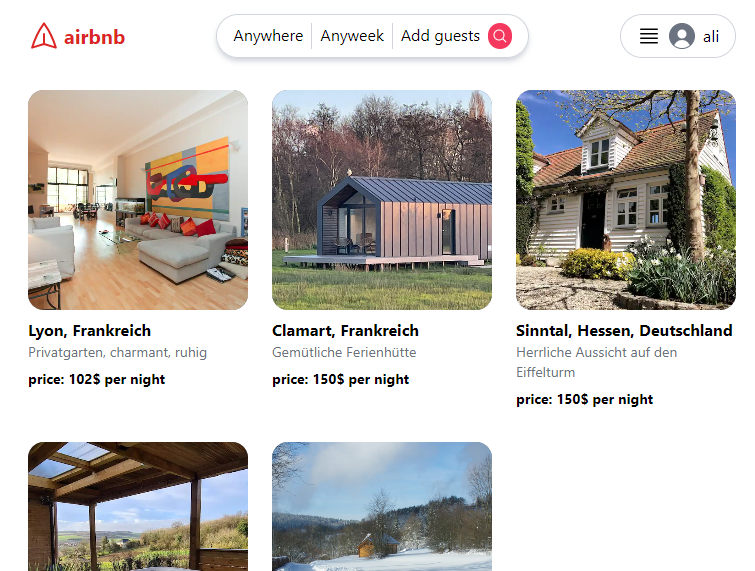 airbnb
Anywhere Anyweek Add guests
ali
Lyon, Frankreich
Privatgarten, charmant, ruhig
price: 102$ per night
Clamart, Frankreich
Gemütliche Ferienhütte
price: 150$ per night
Sinntal, Hessen, Deutschland
Herrliche Aussicht auf den
Eiffelturm
price: 150$ per night